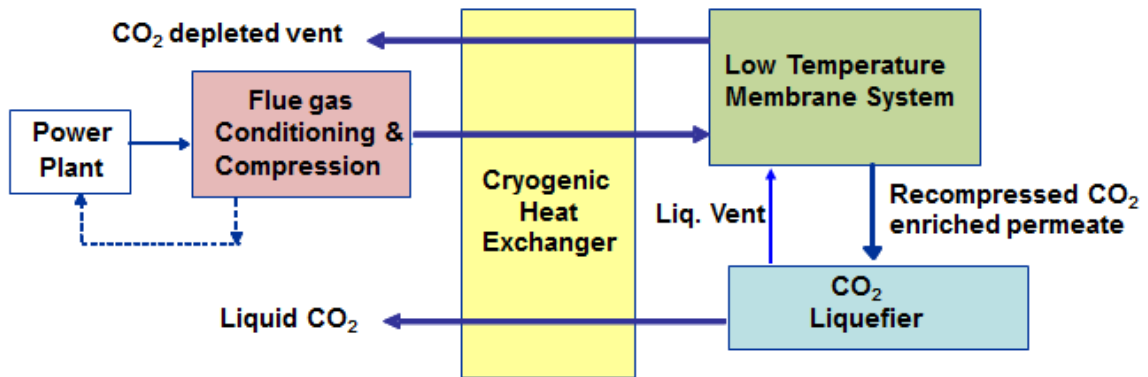 CO₂ depleted vent
Low Temperature
Membrane System
Flue gas
Conditioning &
Compression
Power
Plant
Cryogenic
Heat
Exchanger
Liq. Vent
Recompressed CO₂
enriched permeate
Liquid CO₂
CO₂
Liquefier